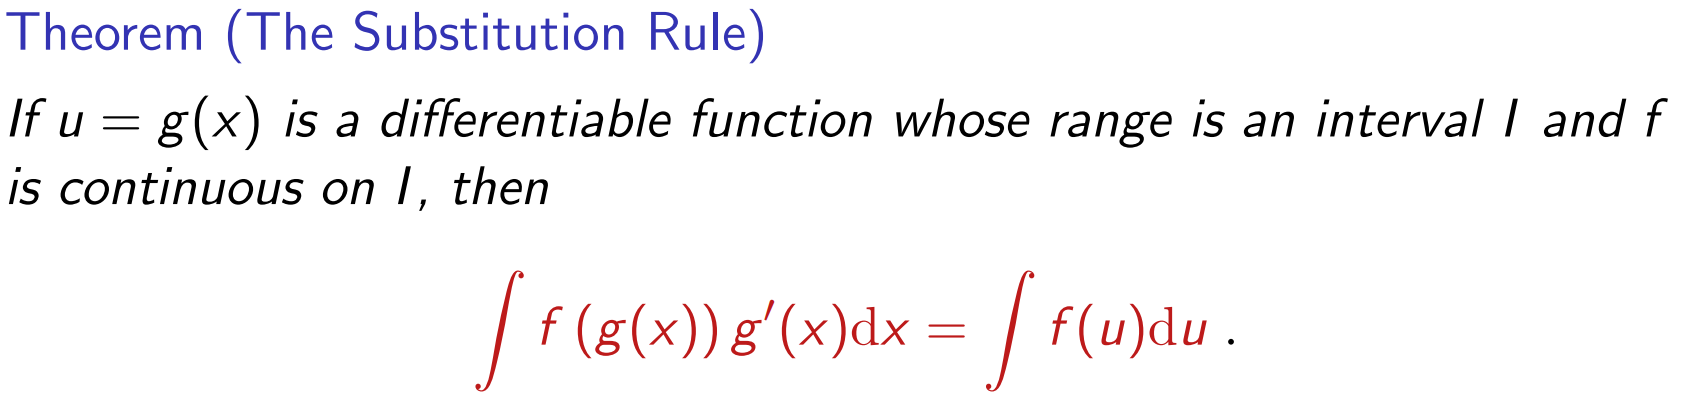 Theorem (The Substitution Rule)
If u = g(x) is a differentiable function whose range is an interval I and f
is continuous on I, then
∫ f (g(x)) g′(x)dx = ∫ f(u)du .